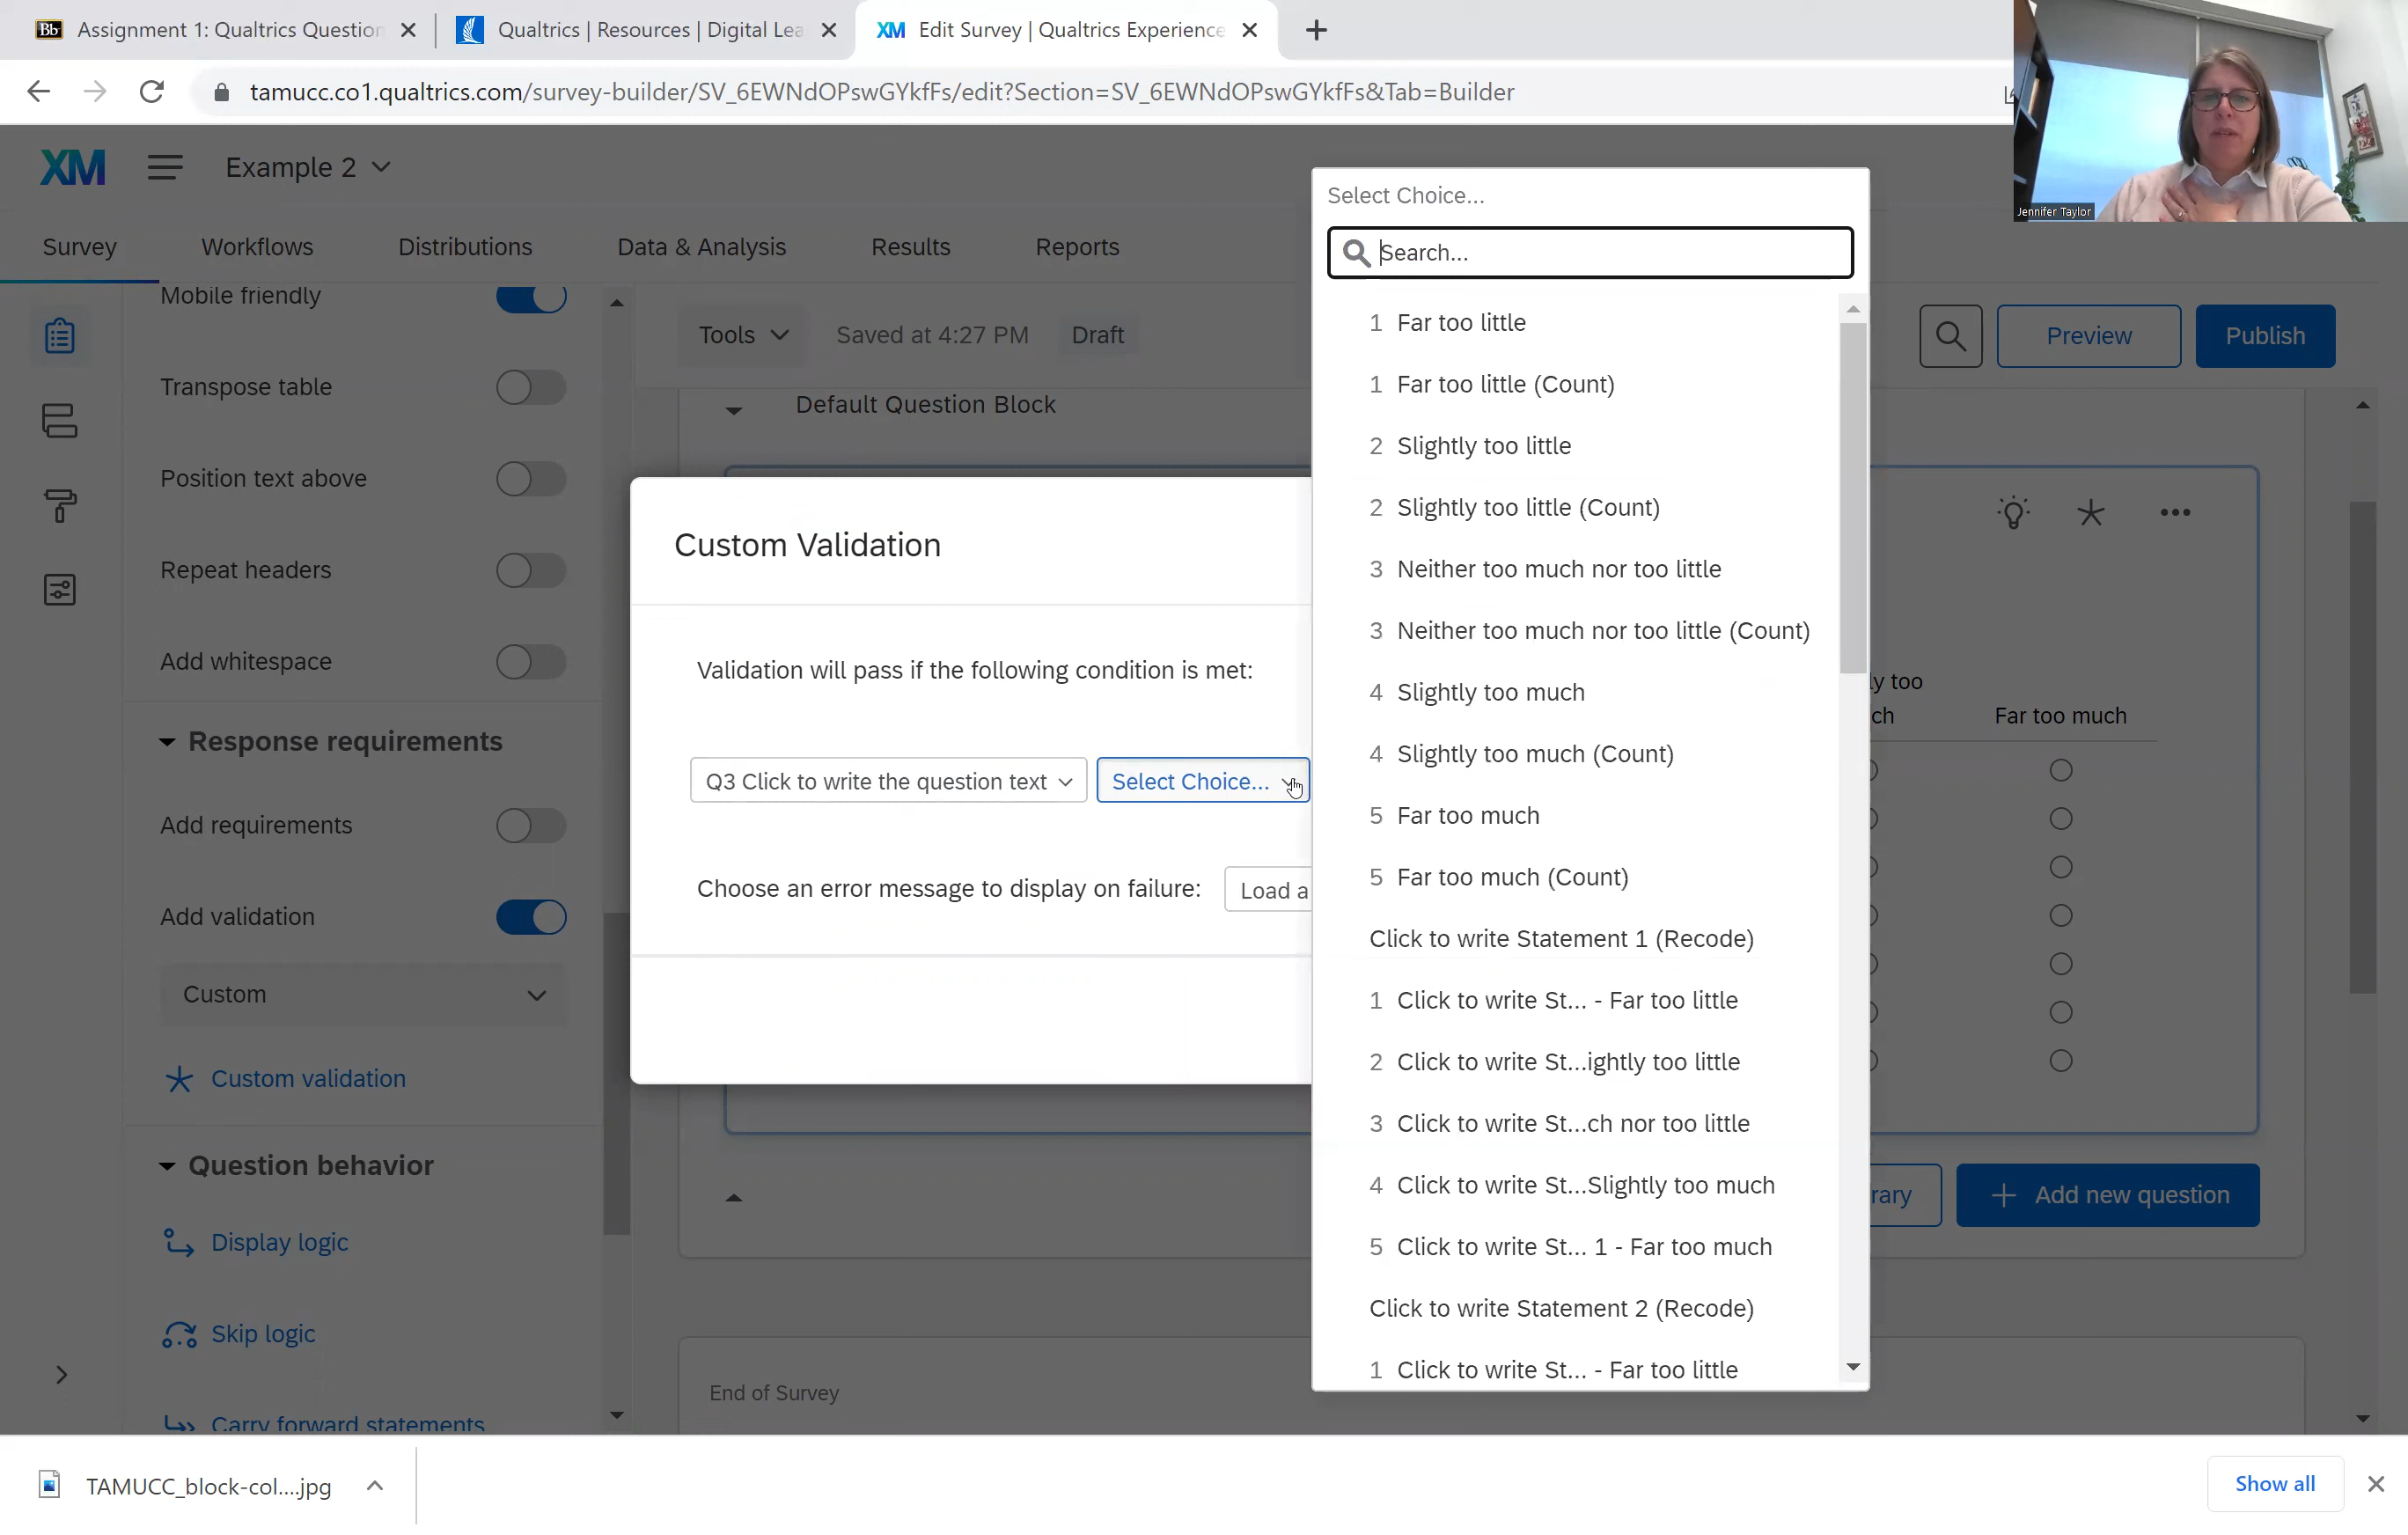 Bb Assignment 1: Qualtrics Question
Qualtrics | Resources | Digital Lea
XM Edit Survey | Qualtrics Experience
tamucc.co1.qualtrics.com/survey-builder/SV_6EWNdOPswGYkfFs/edit?Section=SV_6EWNdOPswGYkfFs&Tab=Builder
Jennifer Taylor
XM Example 2
Survey
Workflows
Distributions
Data & Analysis
Results
Reports
Mobile friendly
Transpose table
Position text above
Repeat headers
Add whitespace
Response requirements
Add requirements
Add validation
Custom
Custom validation
Question behavior
Display logic
Skip logic
Carry forward statements
Tools
Saved at 4:27 PM
Draft
Preview
Publish
Default Question Block
Custom Validation
Validation will pass if the following condition is met:
Q3 Click to write the question text
Select Choice...
Choose an error message to display on failure:
Load a
Select Choice...
Search...
1 Far too little
1 Far too little (Count)
2 Slightly too little
2 Slightly too little (Count)
3 Neither too much nor too little
3 Neither too much nor too little (Count)
4 Slightly too much
4 Slightly too much (Count)
5 Far too much
5 Far too much (Count)
Click to write Statement 1 (Recode)
1 Click to write St... - Far too little
2 Click to write St...ightly too little
3 Click to write St...ch nor too little
4 Click to write St...Slightly too much
5 Click to write St... 1 - Far too much
Click to write Statement 2 (Recode)
1 Click to write St... - Far too little
ly too
ch
Far too much
rary
Add new question
End of Survey
TAMUCC_block-col....jpg
Show all